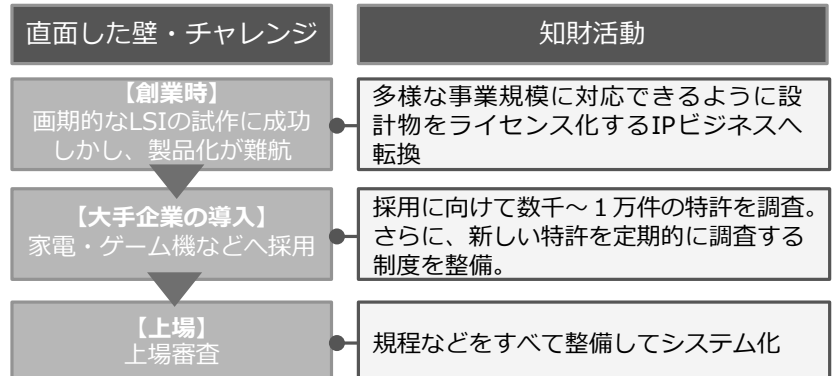 直面した壁・チャレンジ
知財活動
【創業時】
画期的なLSIの試作に成功
しかし、製品化が難航
多様な事業規模に対応できるように設
計物をライセンス化するIPビジネスへ
転換
【大手企業の導入】
家電・ゲーム機などへ採用
採用に向けて数千～１万件の特許を調査。
さらに、新しい特許を定期的に調査する
制度を整備。
【上場】
上場審査
規程などをすべて整備してシステム化